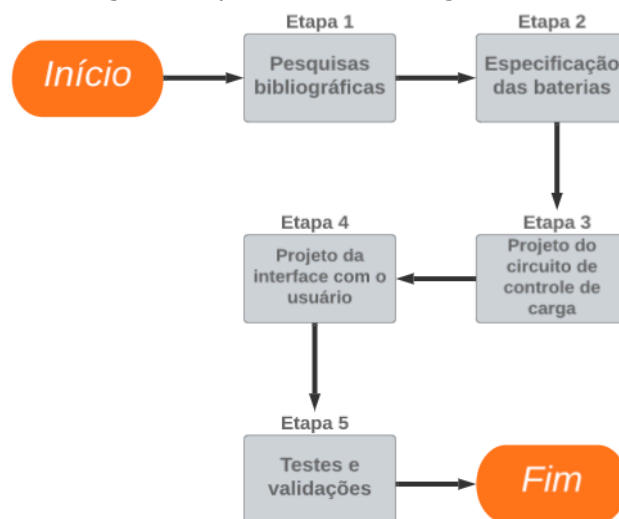 Início
Etapa 1
Pesquisas
bibliográficas
Etapa 2
Especificação
das baterias
Etapa 3
Projeto do
circuito de
controle de
carga
Etapa 4
Projeto da
interface com o
usuário
Etapa 5
Testes e
validações
Fim